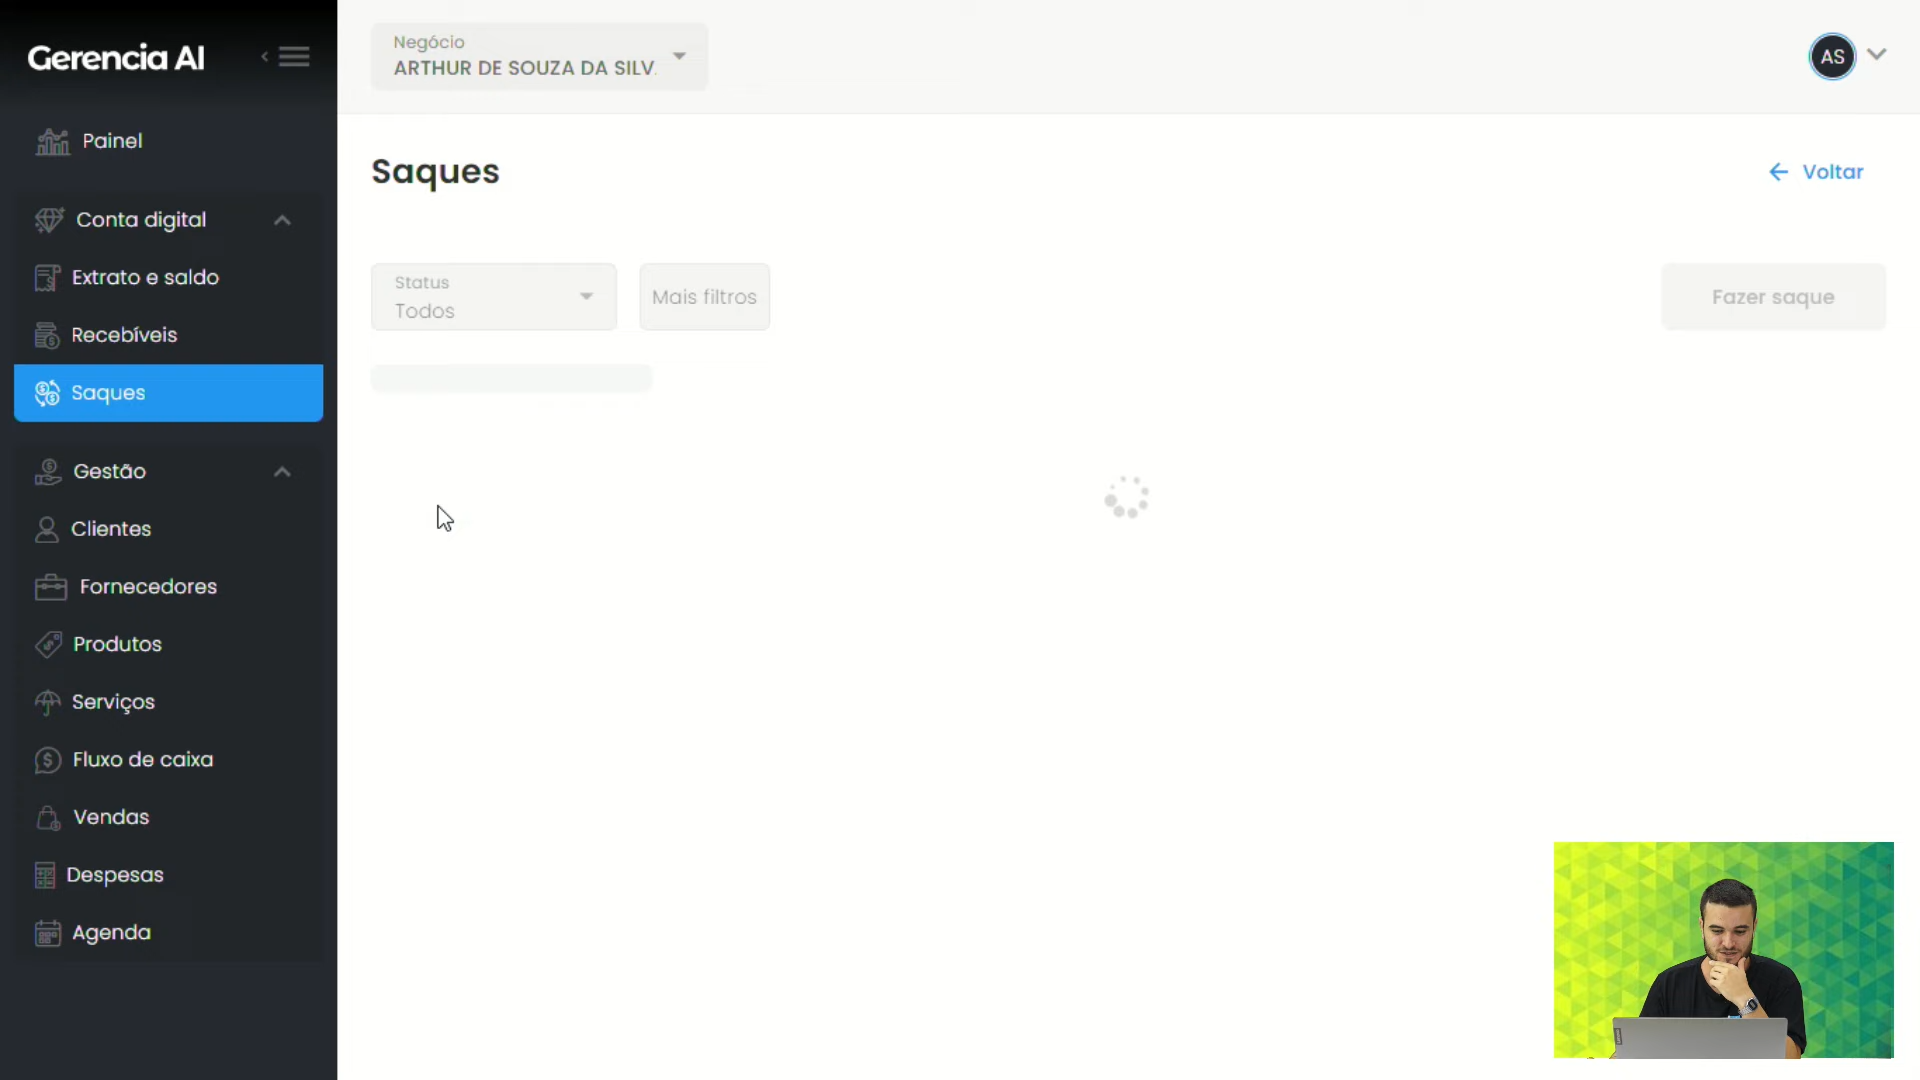 Gerencia AI
Negócio
ARTHUR DE SOUZA DA SILV.
AS
Painel
Conta digital
Extrato e saldo
Recebíveis
Saques
Gestão
Clientes
Fornecedores
Produtos
Serviços
Fluxo de caixa
Vendas
Despesas
Agenda
Saques
Voltar
Status
Todos
Mais filtros
Fazer saque